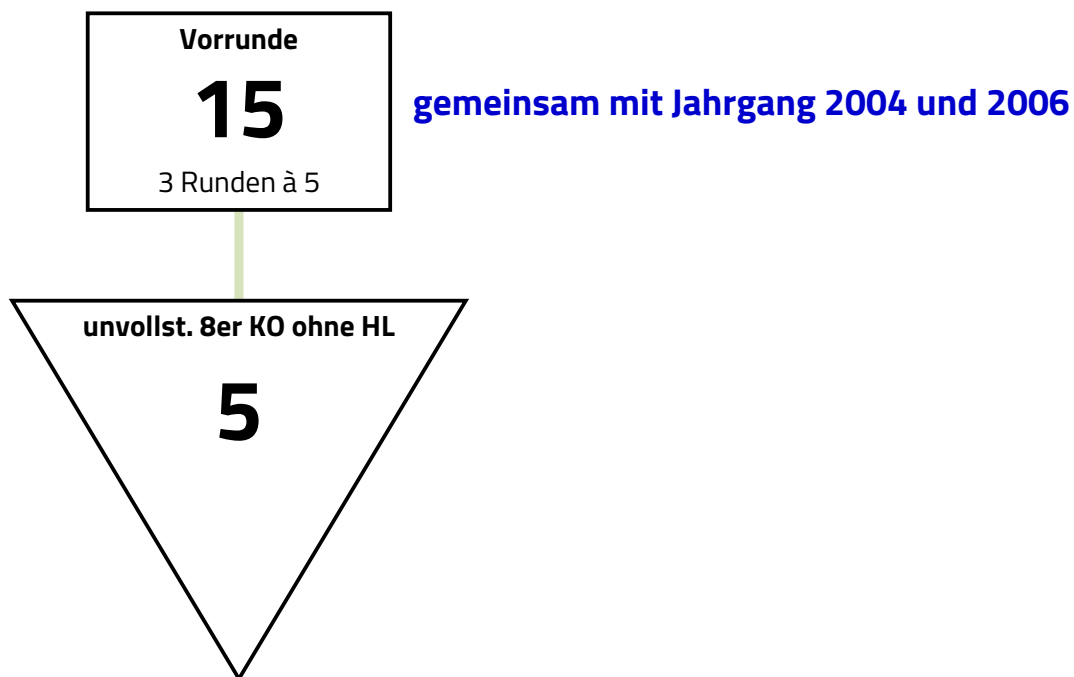 Vorrunde
15
gemeinsam mit Jahrgang 2004 und 2006
3 Runden à 5
unvollst. 8er KO ohne HL
5